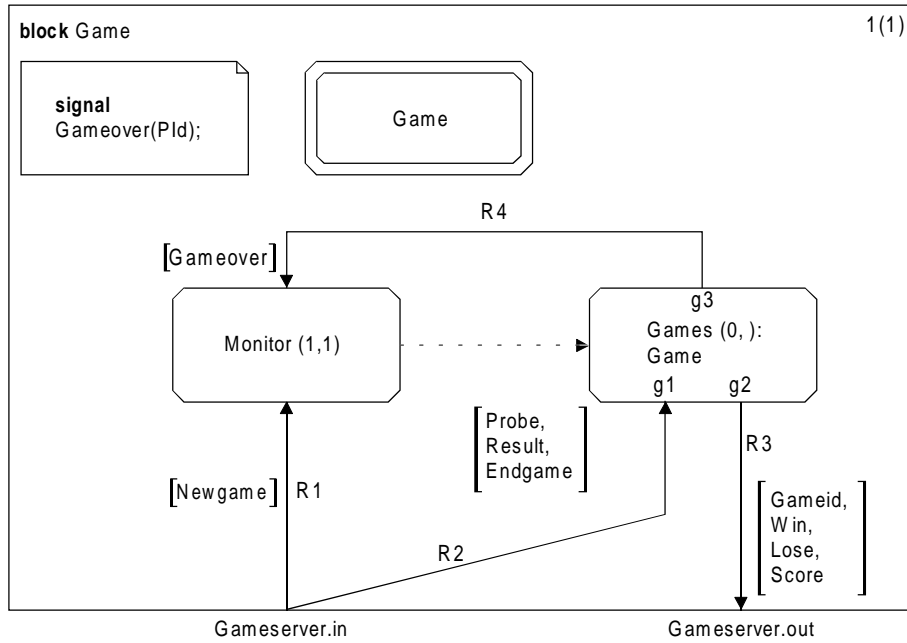 block Game
1(1)
signal
Gameover(PId);
Game
R4
[Gameover]
g3
Monitor (1,1)
Games (0, ):
Game
g1 g2
Probe,
Result,
Endgame
R3
[Newgame]
R1
Gameid,
Win,
Lose,
Score
R2
Gameserver.in
Gameserver.out